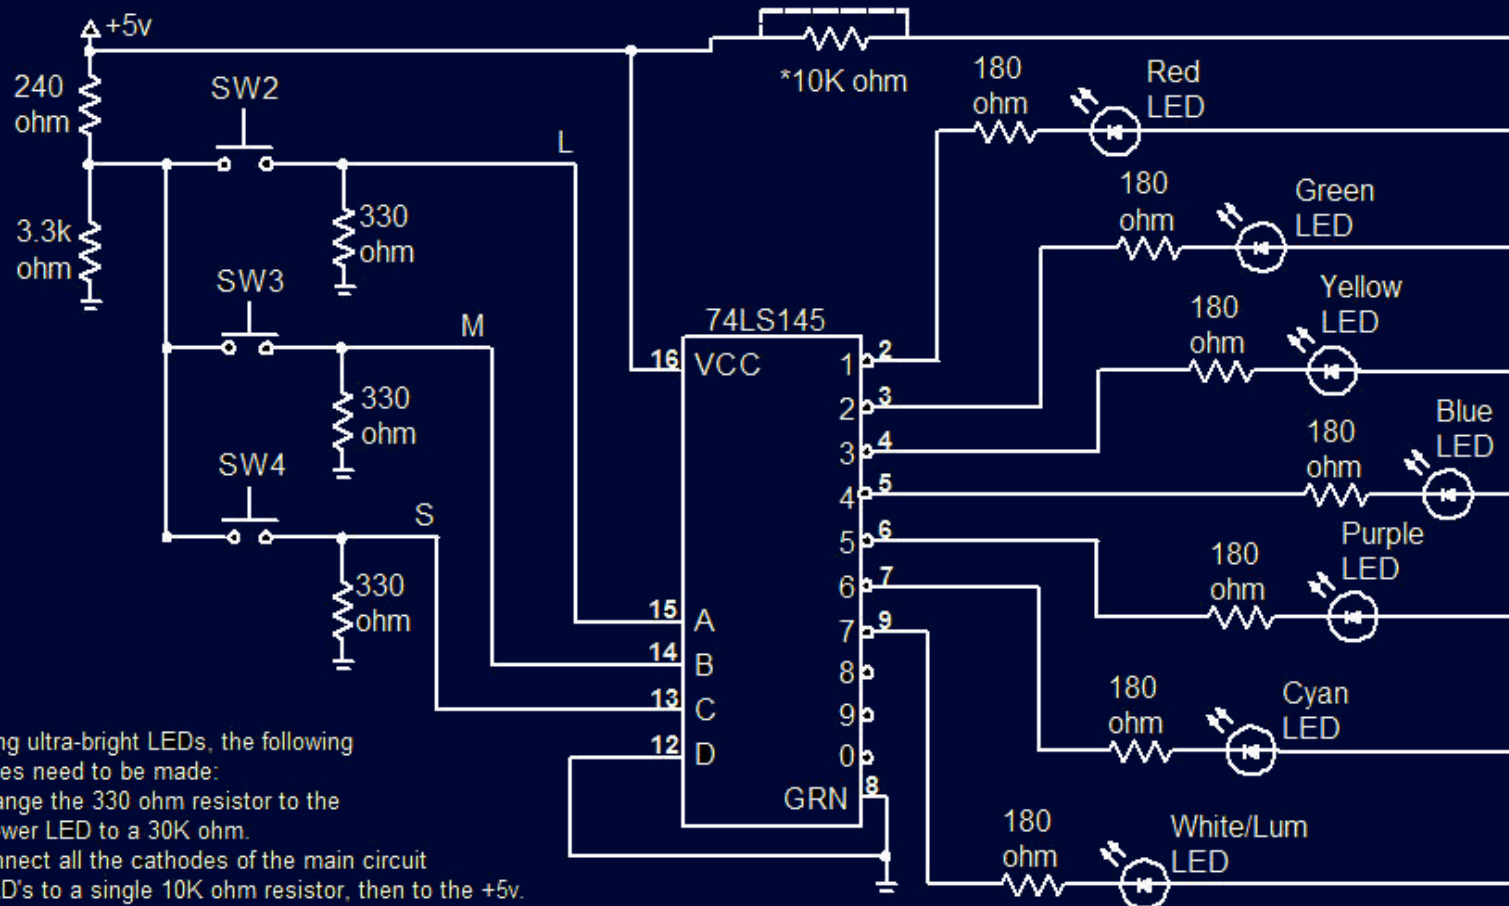 +5v
240
ohm
SW2
L
*10K ohm
180
ohm
Red
LED
180
ohm
Green
LED
3.3k
ohm
330
ohm
SW3
M
74LS145
180
ohm
Yellow
LED
16
VCC
1
2
2
3
3
4
4
5
5
6
6
7
7
9
8
9
0
GRN
8
330
ohm
180
ohm
Blue
LED
SW4
S
330
ohm
180
ohm
Purple
LED
15
A
14
B
13
C
12
D
180
ohm
Cyan
LED
180
ohm
White/Lum
LED
ultra-bright LEDs, the following
need to be made:
the 330 ohm resistor to the
LED to a 30K ohm.
all the cathodes of the main circuit
to a single 10K ohm resistor, then to the +5v.